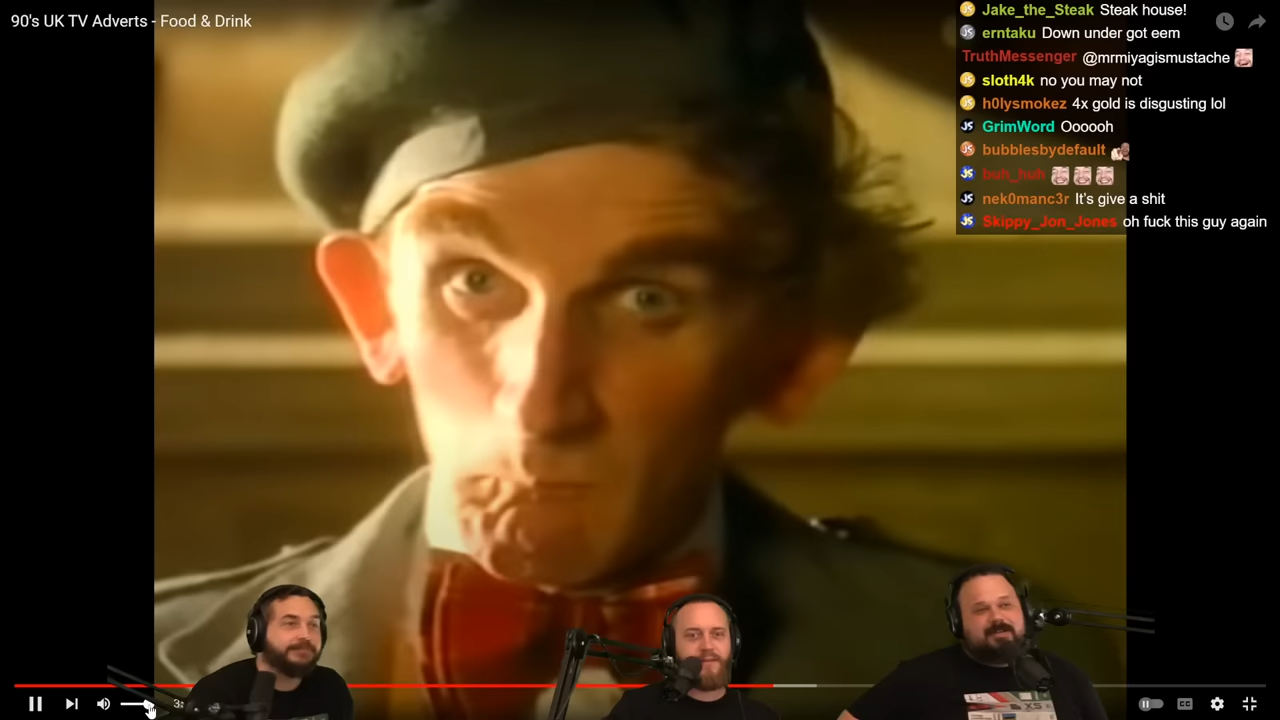 90's UK TV Adverts - Food & Drink
Jake_the_Steak Steak house!
erntaku Down under got eem
TruthMessenger @mrmiyagismustache
sloth4k no you may not
h0lysmokez 4x gold is disgusting lol
GrimWord Oooooh
bubblesbydefault
buh_huh
nek0manc3r It's give a shit
Skippy_Jon_Jones oh fuck this guy again
XS